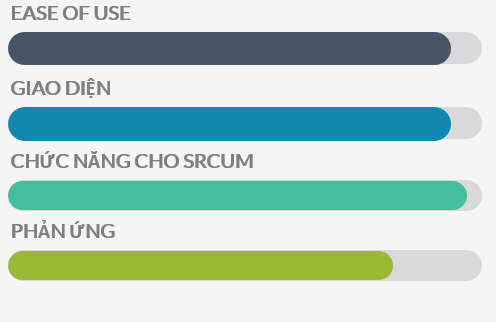 EASE OF USE
GIAO DIỆN
CHỨC NĂNG CHO SRCUM
PHẢN ỨNG